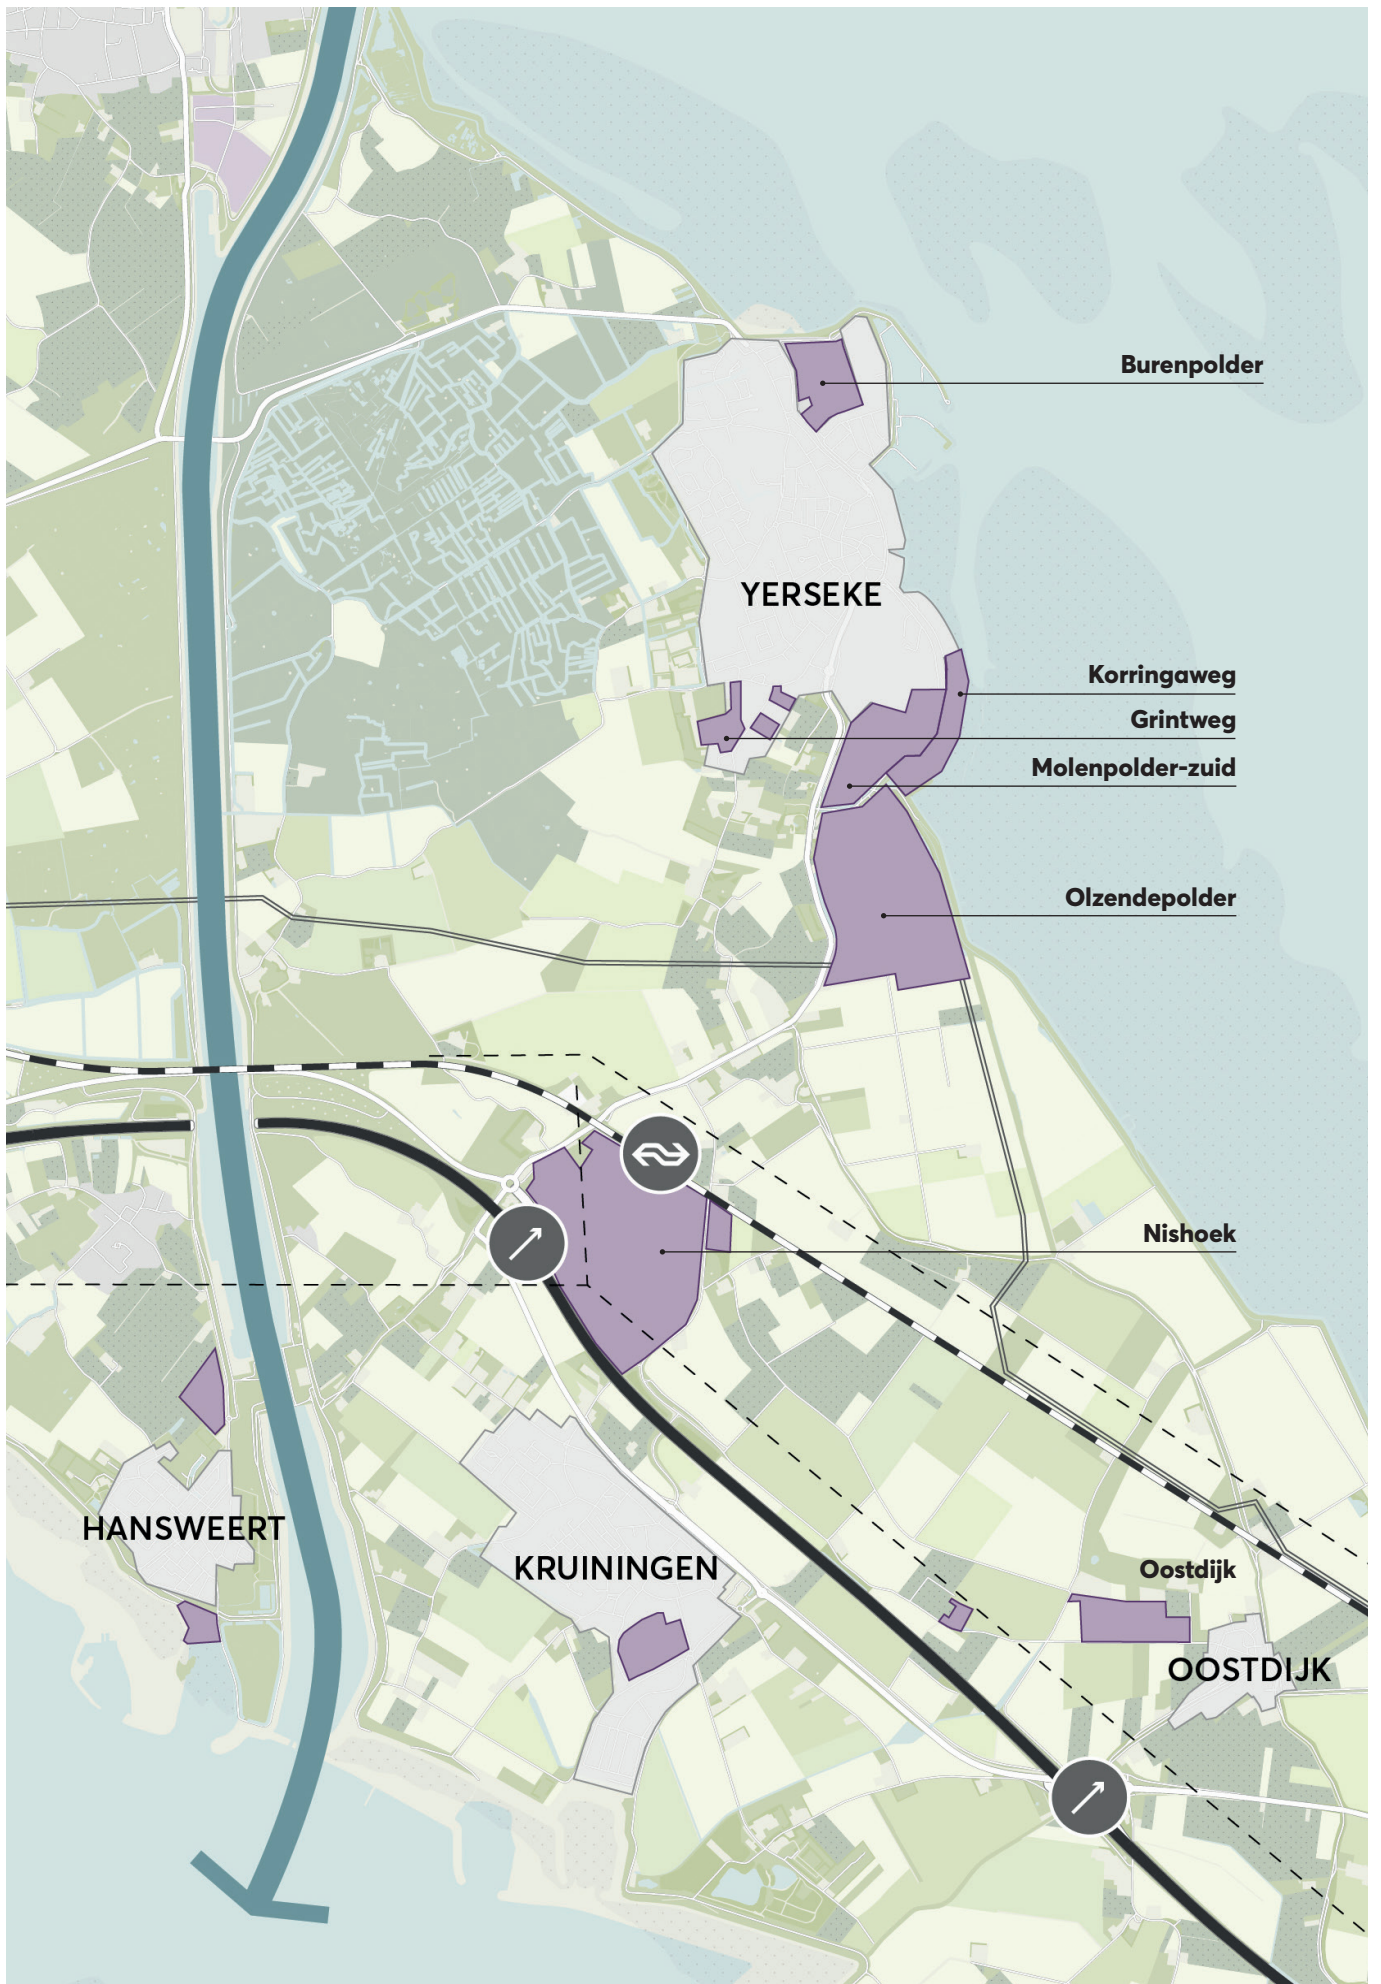 Burenpolder
YERSEKE
Korringaweg
Grintweg
Molenpolder-zuid
Olzendepolder
Nishoek
HANSWEERT
KRUININGEN
Oostdijk
OOSTDIJK